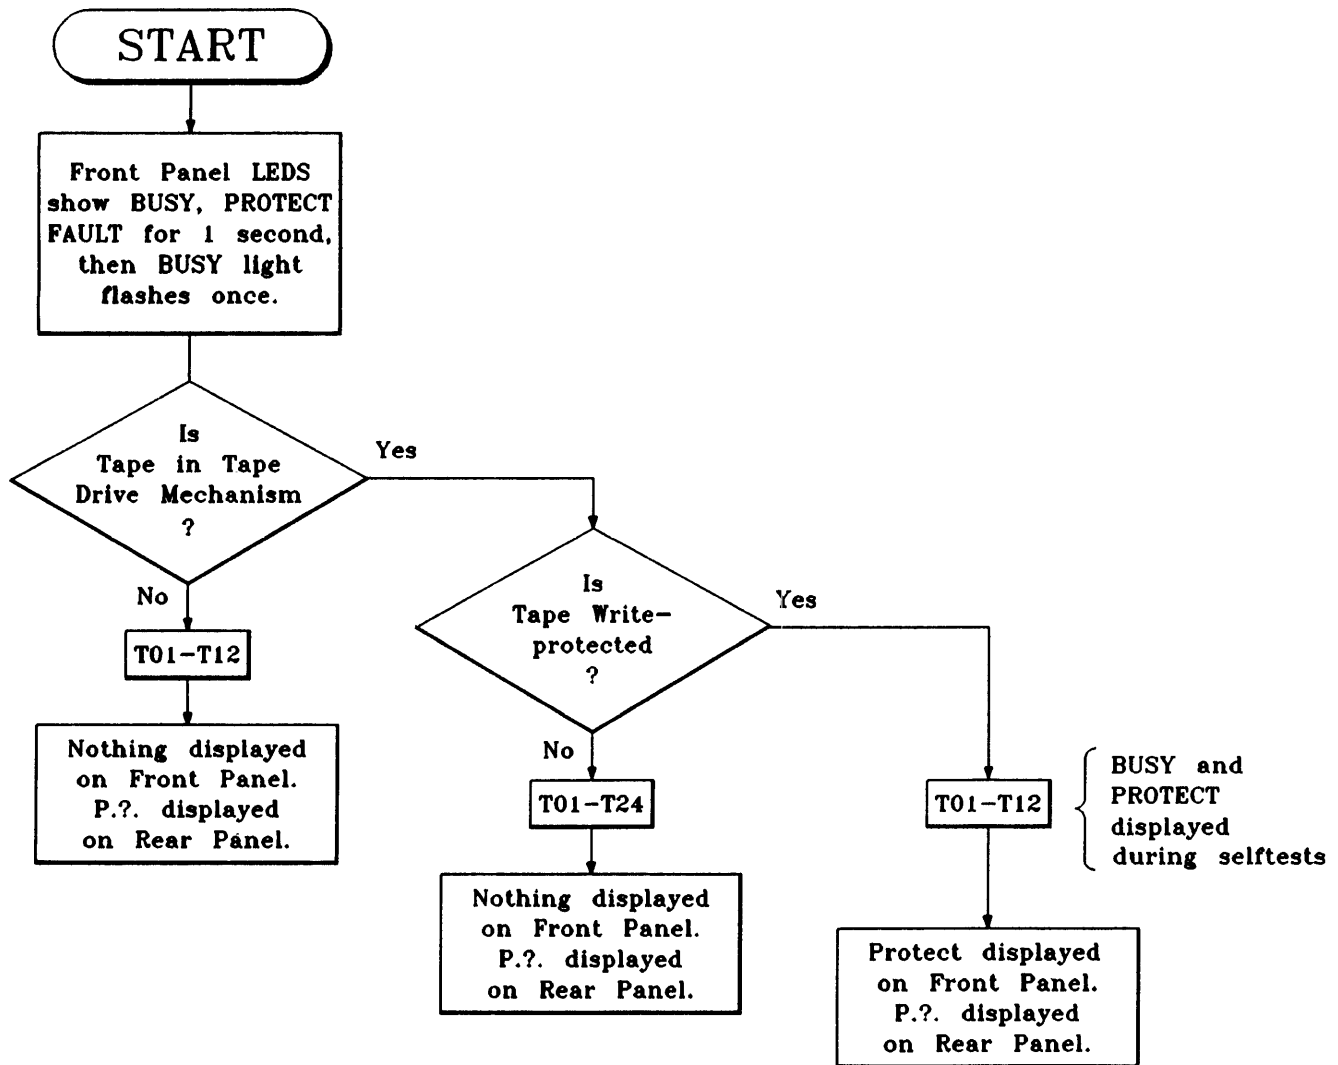 START
Front Panel LEDS
show BUSY, PROTECT
FAULT for 1 second,
then BUSY light
flashes once.
Is
Tape in Tape
Drive Mechanism
?
Yes
No
T01-T12
Nothing displayed
on Front Panel.
P.?. displayed
on Rear Panel.
Is
Tape Write-
protected
?
Yes
No
T01-T24
Nothing displayed
on Front Panel.
P.?. displayed
on Rear Panel.
T01-T12
BUSY and
PROTECT
displayed
during selftests
Protect displayed
on Front Panel.
P.?. displayed
on Rear Panel.